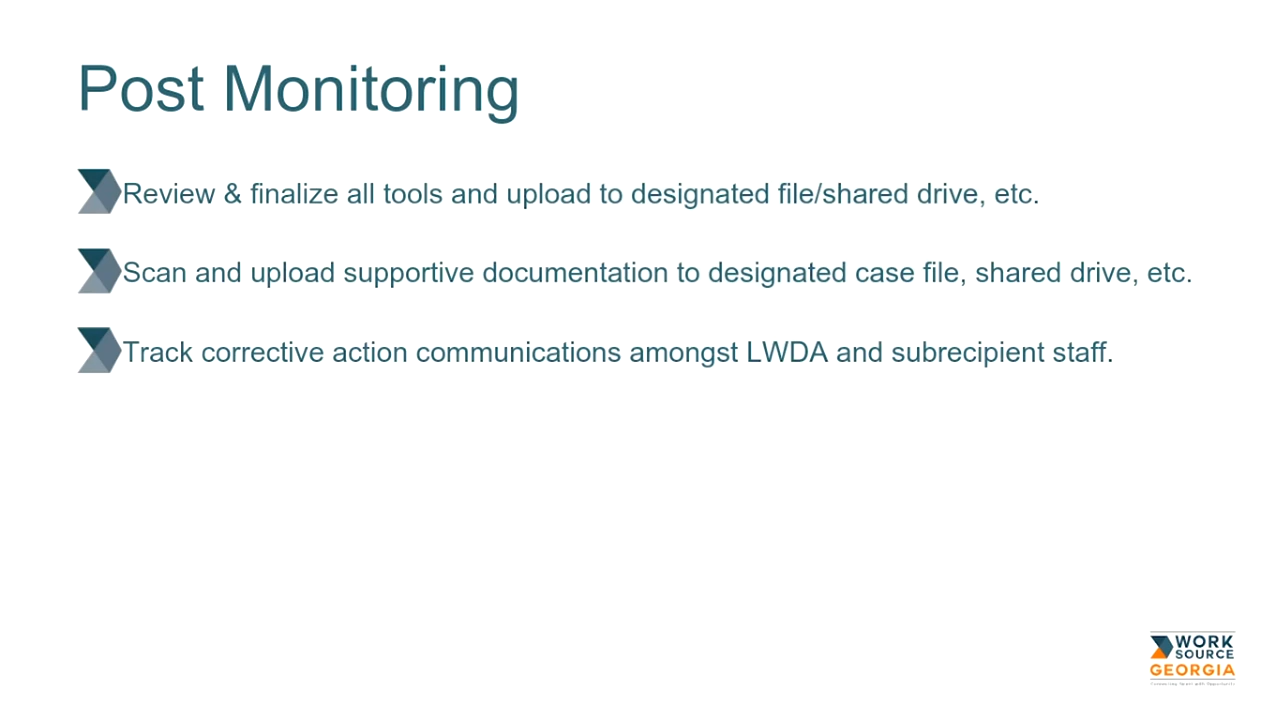 Post Monitoring
Review & finalize all tools and upload to designated file/shared drive, etc.
Scan and upload supportive documentation to designated case file, shared drive, etc.
Track corrective action communications amongst LWDA and subrecipient staff.
WORK
SOURCE
GEORGIA